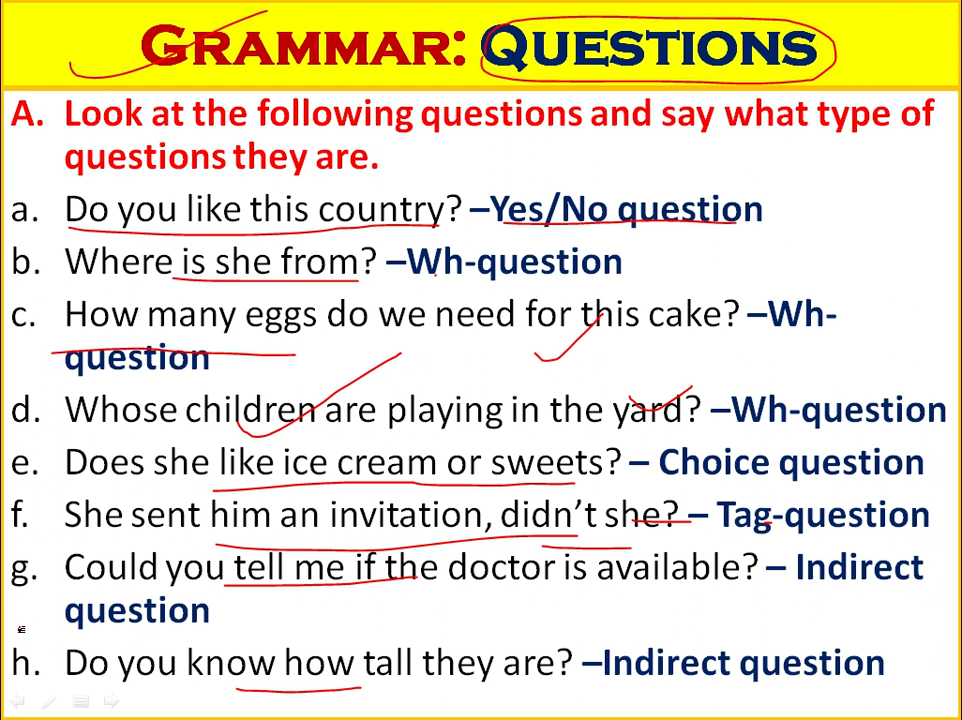 GRAMMAR: QUESTIONS
A. Look at the following questions and say what type of
questions they are.
a. Do you like this country? –Yes/No question
b. Where is she from? –Wh-question
c. How many eggs do we need for this cake? –Wh-
question
d. Whose children are playing in the yard? –Wh-question
e. Does she like ice cream or sweets? – Choice question
f. She sent him an invitation, didn’t she? – Tag-question
g. Could you tell me if the doctor is available? – Indirect
question
h. Do you know how tall they are? –Indirect question